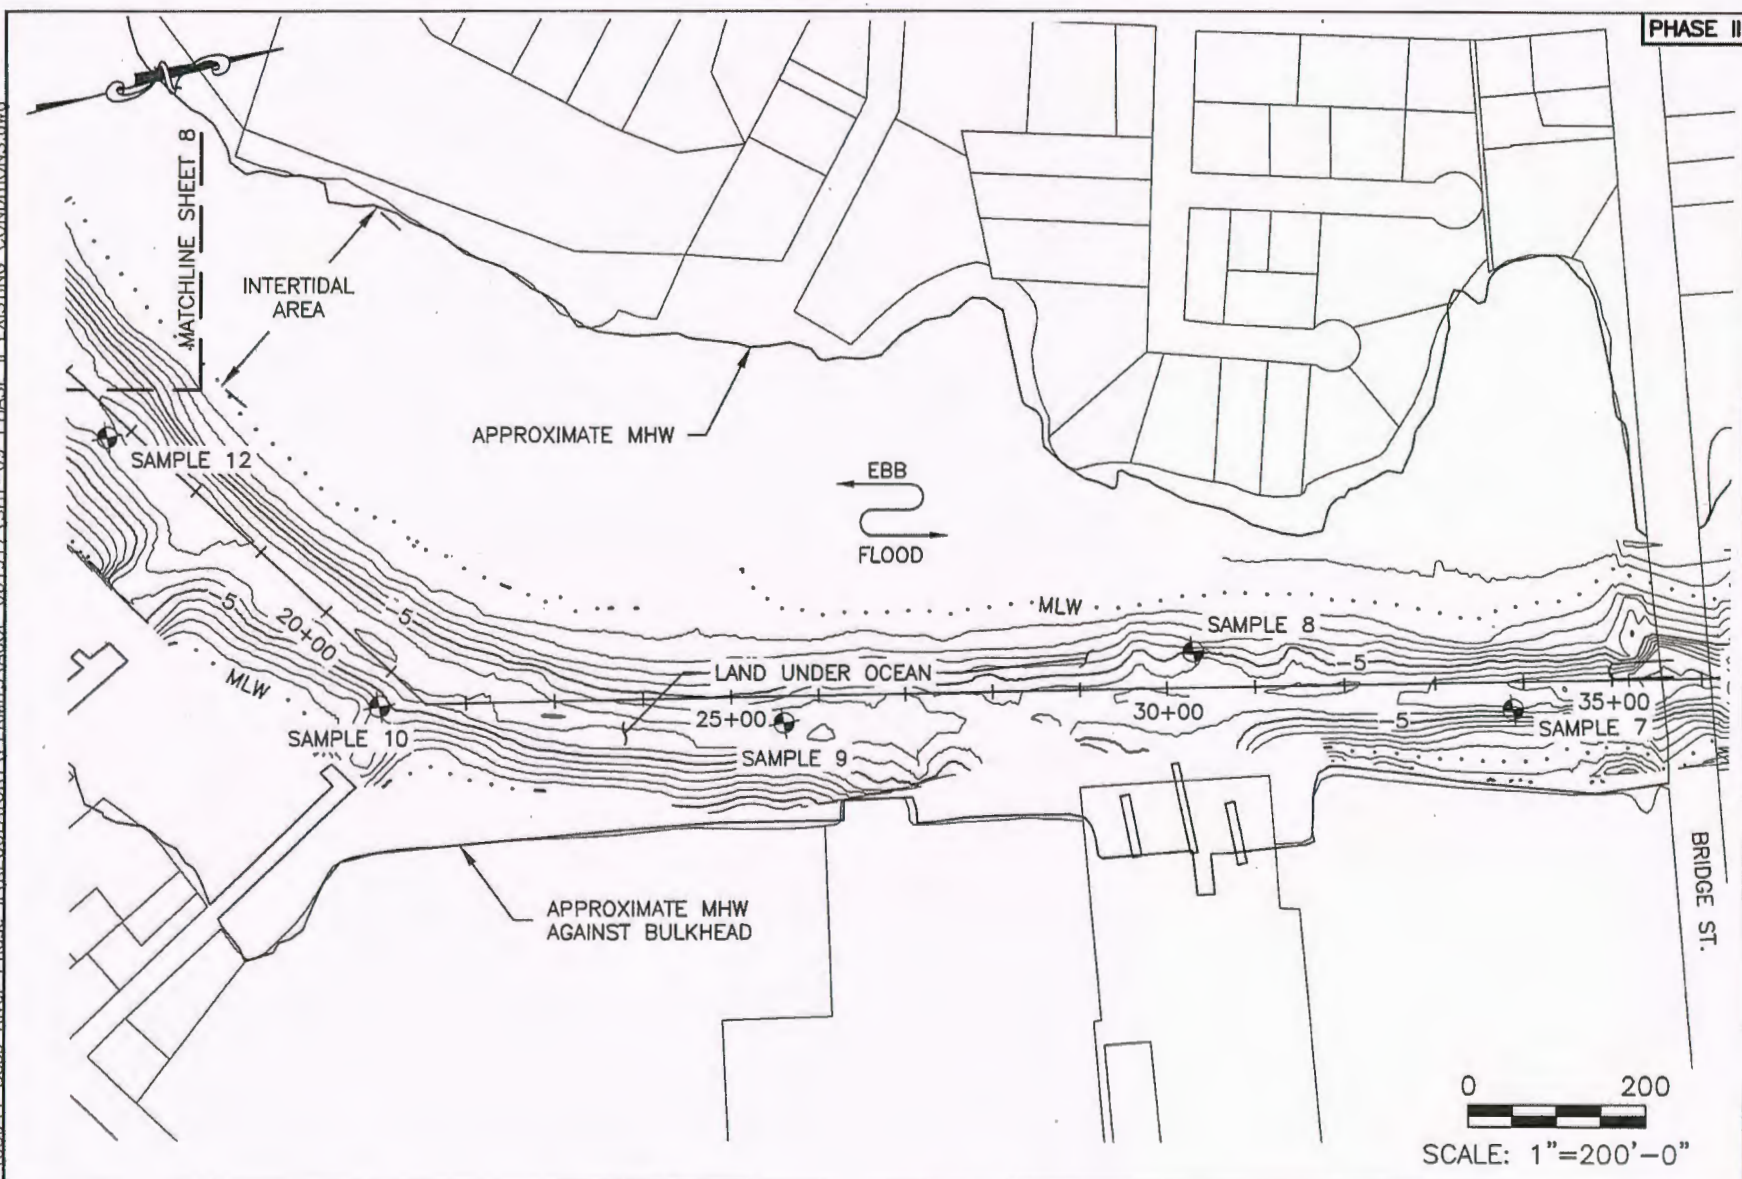 PHASE II
MATCHLINE SHEET 8
INTERTIDAL
AREA
APPROXIMATE MHW
SAMPLE 12
EBB
FLOOD
MLW
SAMPLE 8
5
20+00
-5
-5
LAND UNDER OCEAN
MLW
25+00
30+00
-5
35+00
SAMPLE 7
SAMPLE 10
SAMPLE 9
APPROXIMATE MHW
AGAINST BULKHEAD
BRIDGE ST.
0 200
SCALE: 1"=200'-0"